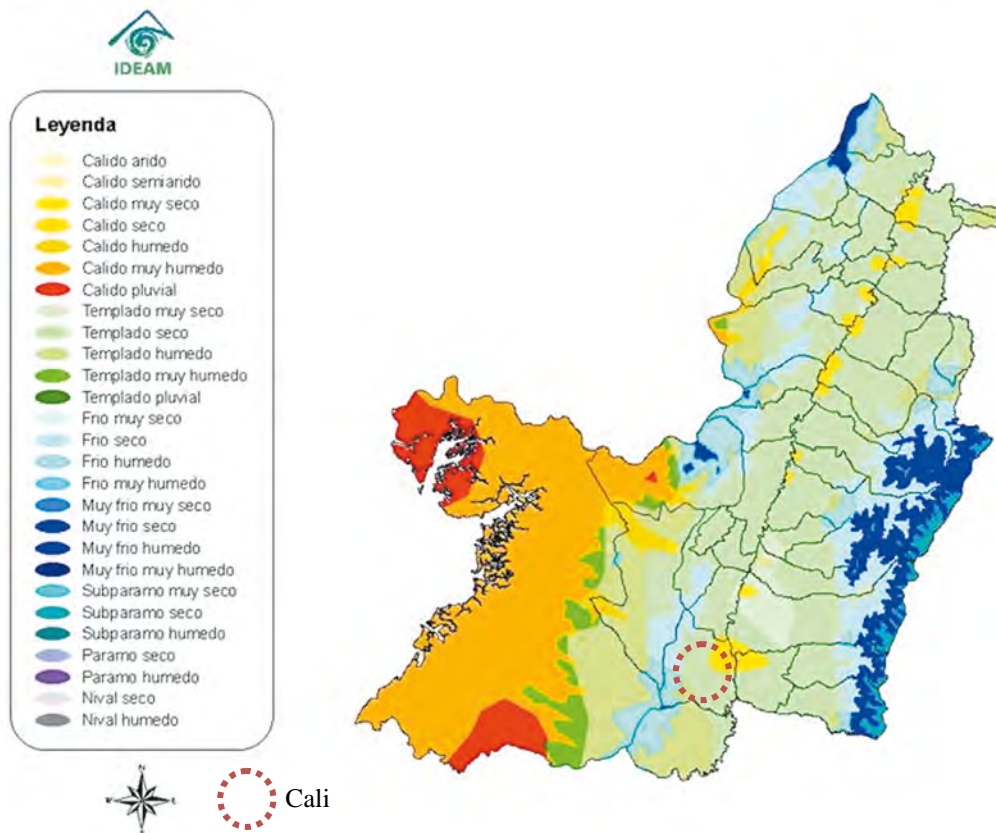 IDEAM
Leyenda
Calido arido
Calido semiarido
Calido muy seco
Calido seco
Calido humedo
Calido muy humedo
Calido pluvial
Templado muy seco
Templado seco
Templado humedo
Templado muy humedo
Templado pluvial
Frio muy seco
Frio seco
Frio humedo
Frio muy humedo
Muy frio muy seco
Muy frio seco
Muy frio humedo
Muy frio muy humedo
Subparamo muy seco
Subparamo seco
Subparamo humedo
Paramo seco
Paramo humedo
Nival seco
Nival humedo
N
W
E
S
Cali